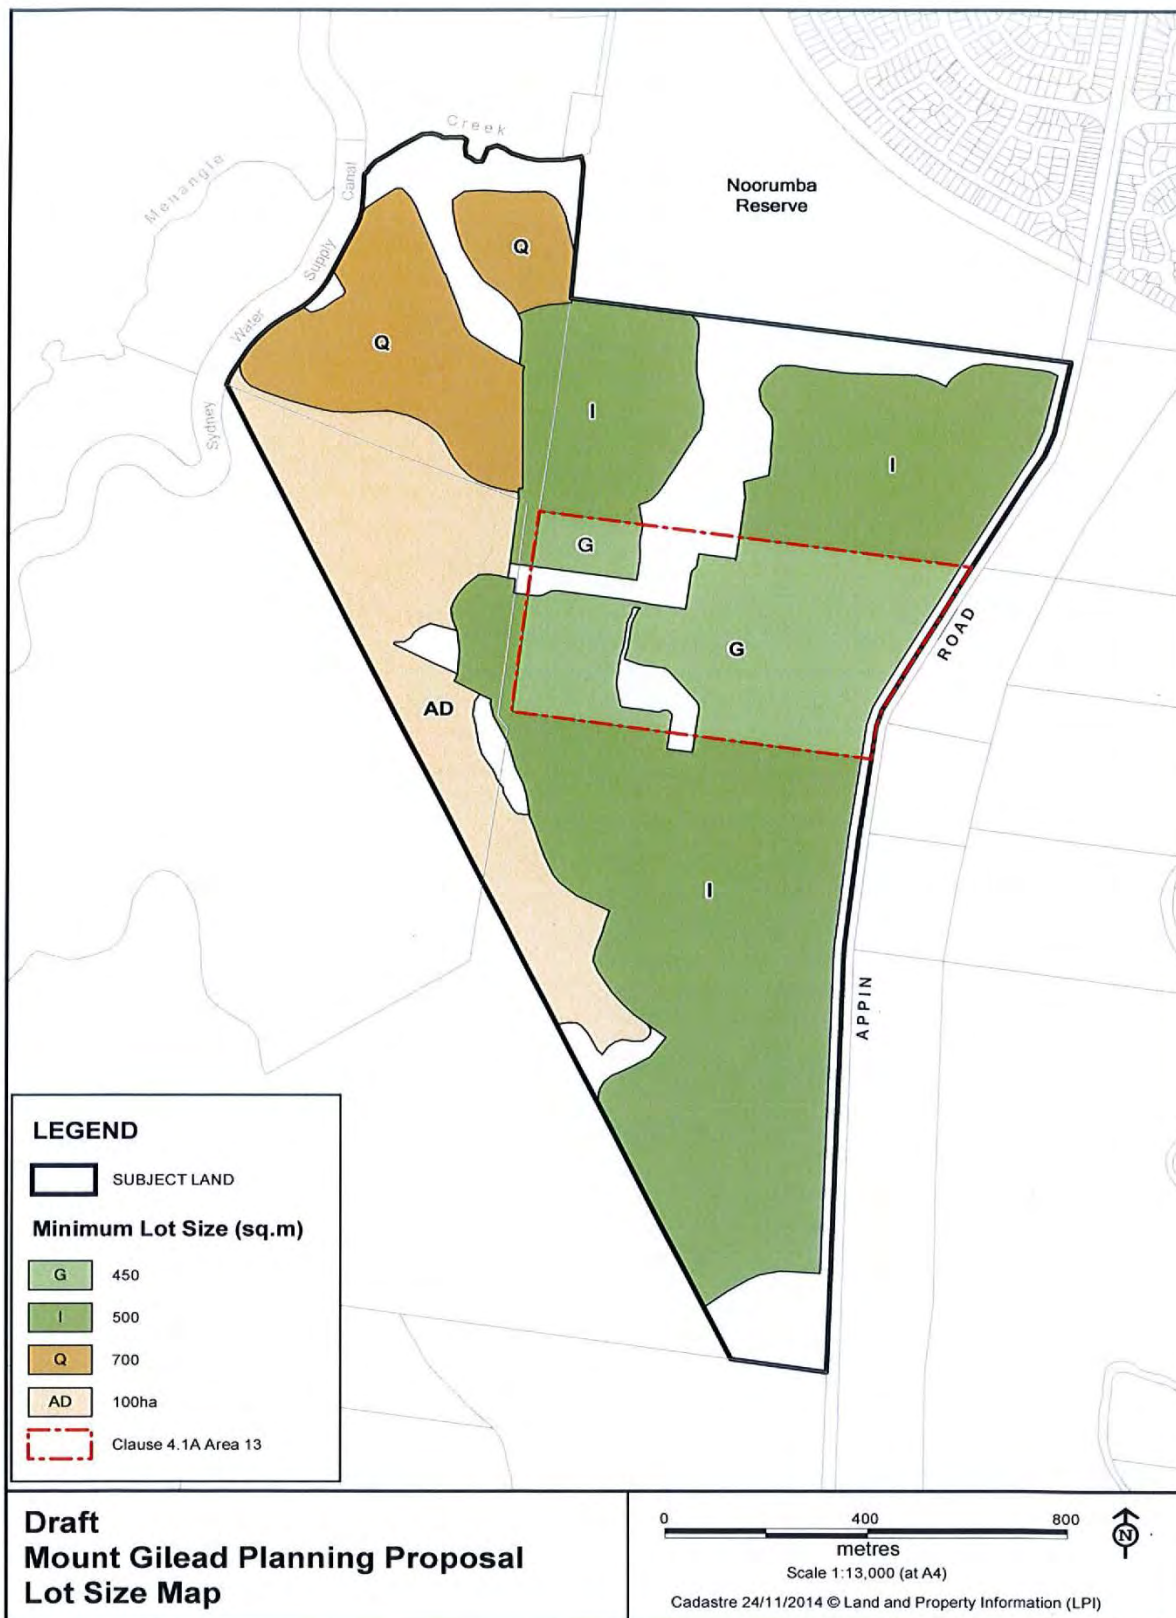 Creek
Menangle
Canal
Supply
Water
Sydney
Noorumba
Reserve
Q
Q
I
I
G
G
AD
I
ROAD
APPIN
LEGEND
SUBJECT LAND
Minimum Lot Size (sq.m)
G 450
I 500
Q 700
AD 100ha
Clause 4.1A Area 13
Draft
Mount Gilead Planning Proposal
Lot Size Map
0 400 800
metres
Scale 1:13,000 (at A4)
Cadastre 24/11/2014 © Land and Property Information (LPI)
N